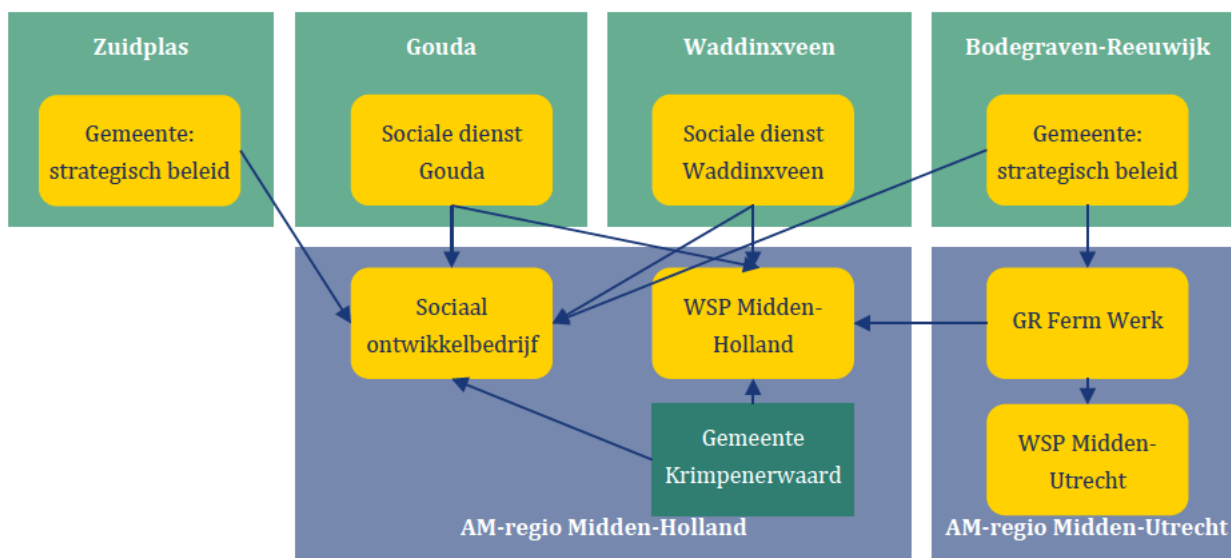 Zuidplas
Gouda
Waddinxveen
Bodegraven-Reeuwijk
Gemeente:
strategisch beleid
Sociale dienst
Gouda
Sociale dienst
Waddinxveen
Gemeente:
strategisch beleid
Sociaal
ontwikkelbedrijf
WSP Midden-
Holland
GR Ferm Werk
Gemeente
Krimpenerwaard
WSP Midden-
Utrecht
AM-regio Midden-Holland
AM-regio Midden-Utrecht